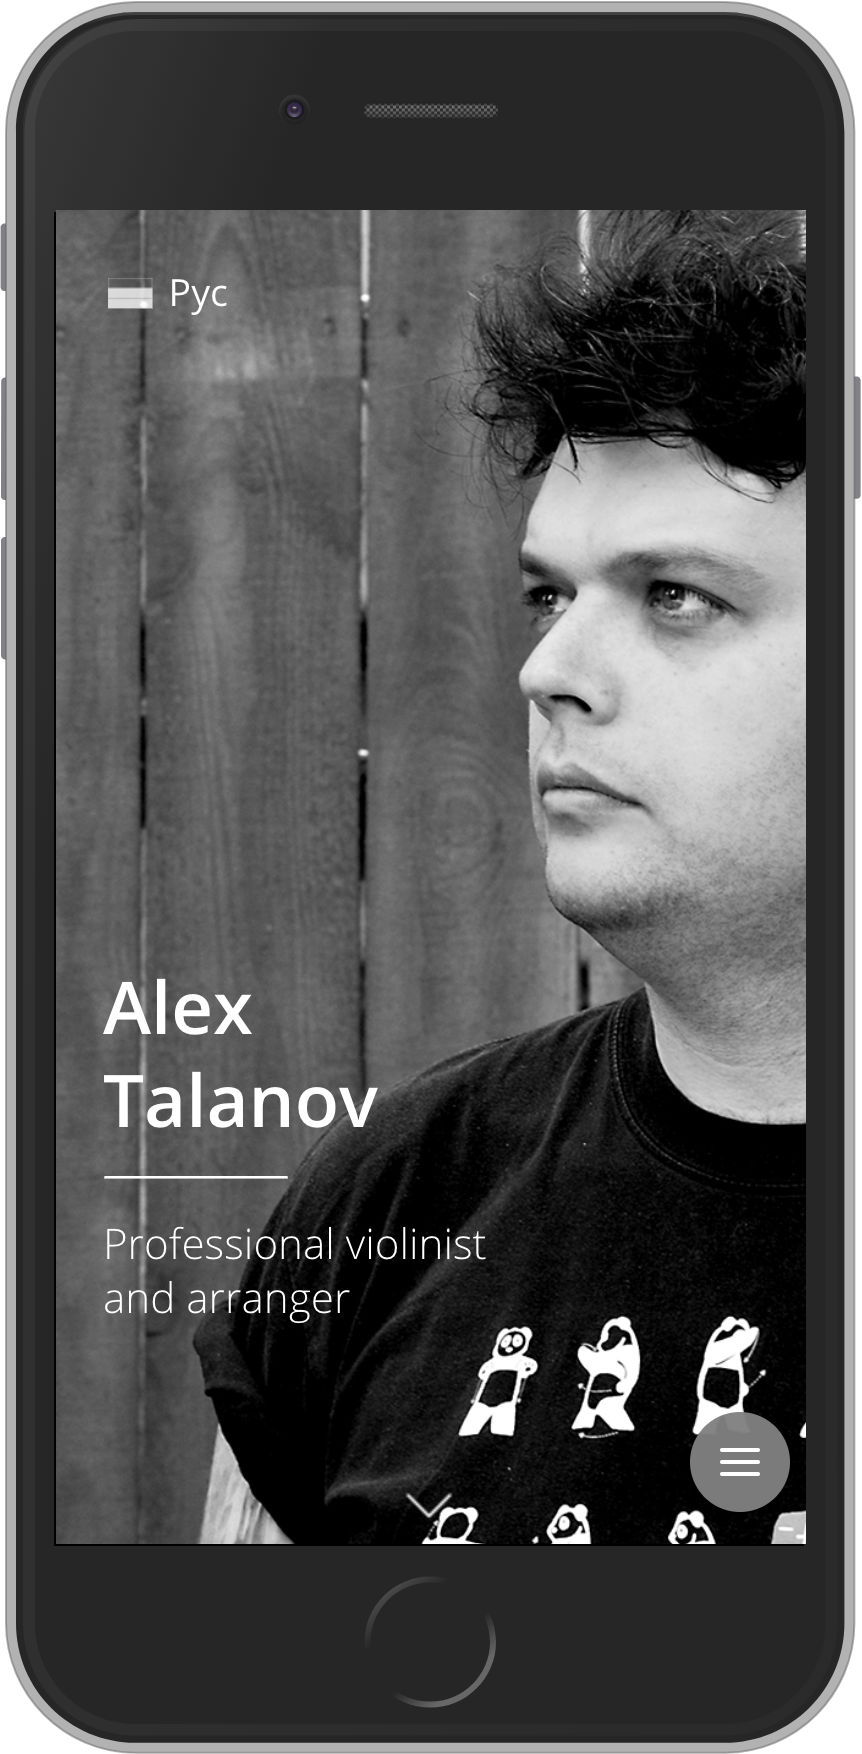 Рус
Alex
Talanov
Professional violinist
and arranger